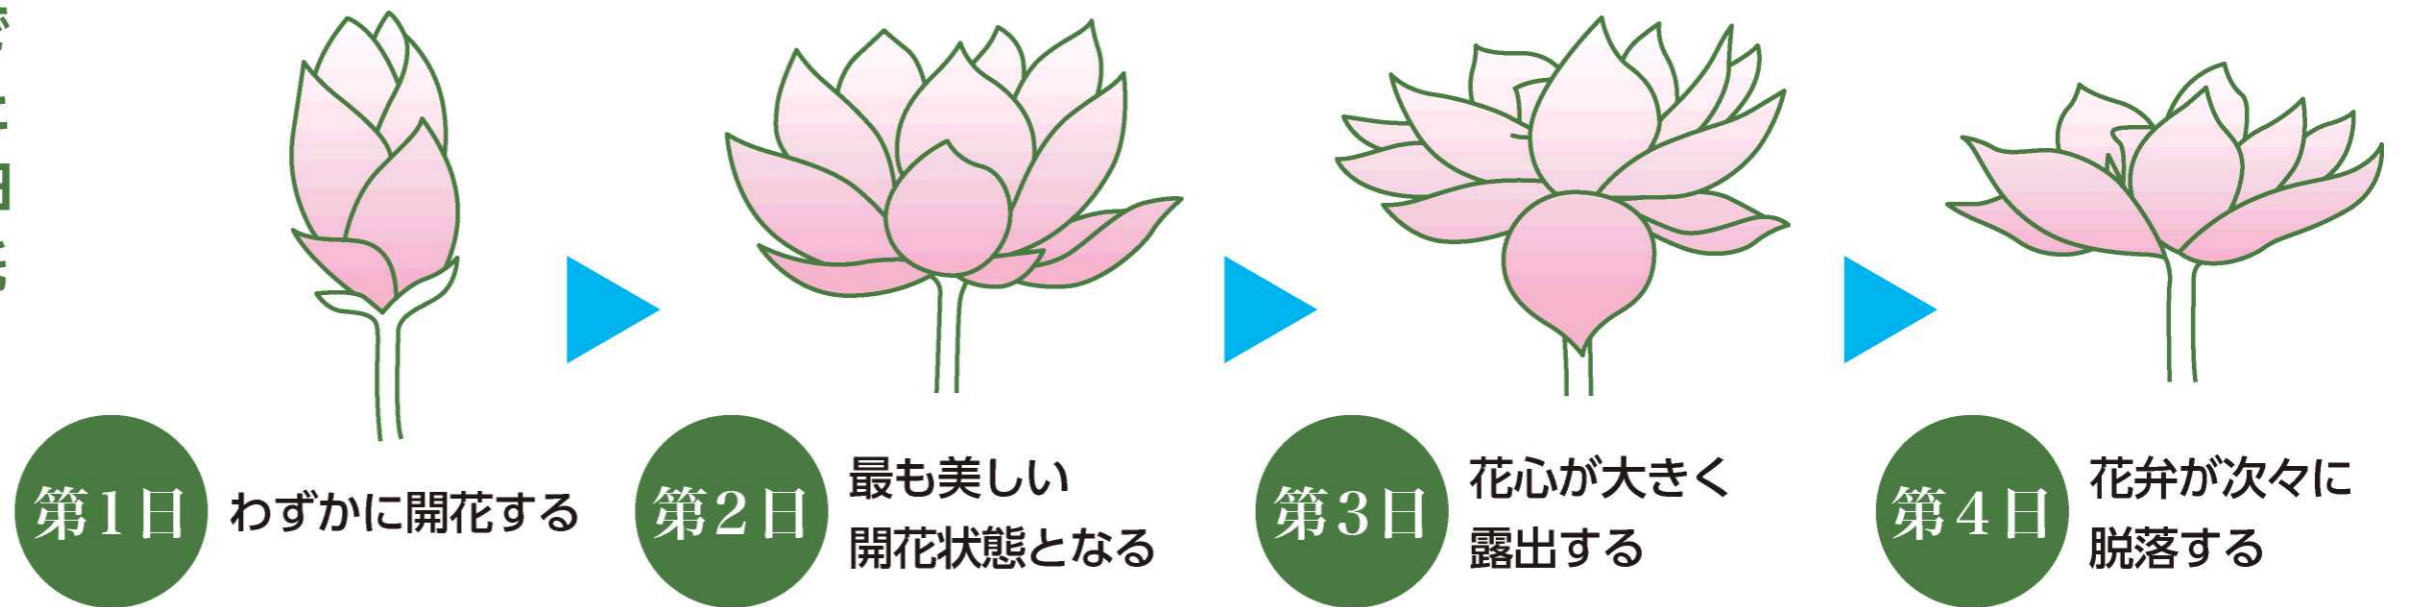 第1日
わずかに開花する
第2日
最も美しい
開花状態となる
第3日
花心が大きく
露出する
第4日
花弁が次々に
脱落する